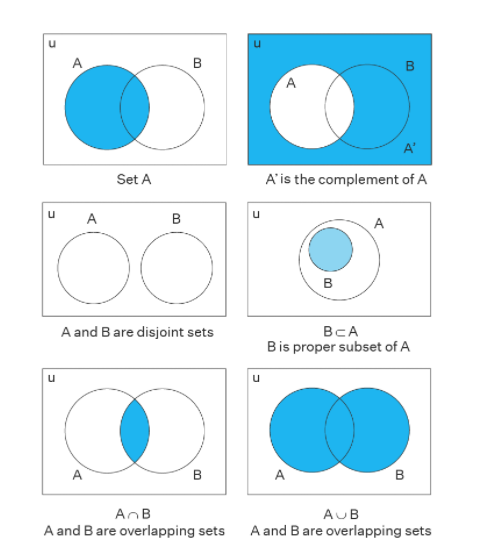 u
A
B
Set A
u
A
B
A'
A' is the complement of A
u
A
B
A and B are disjoint sets
u
A
B
B ⊂ A
B is proper subset of A
u
A
B
A ∩ B
A and B are overlapping sets
u
A
B
A ∪ B
A and B are overlapping sets